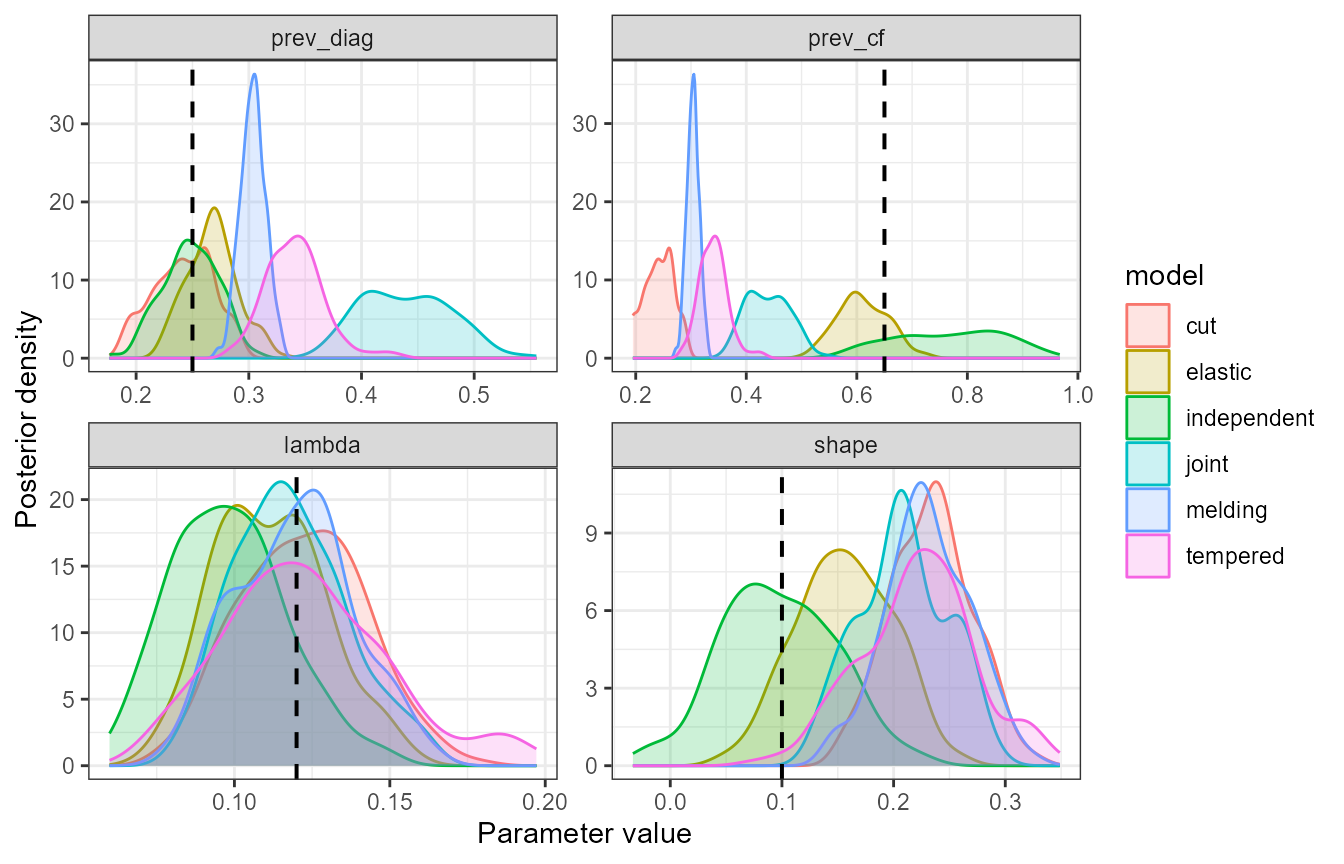 prev_diag
prev_cf
0
10
20
30
0.2
0.3
0.4
0.5
0
10
20
30
0.2
0.4
0.6
0.8
1.0
lambda
shape
0
5
10
15
20
0.10
0.15
0.20
0
3
6
9
0.0
0.1
0.2
0.3
Parameter value
Posterior density
model
cut
elastic
independent
joint
melding
tempered